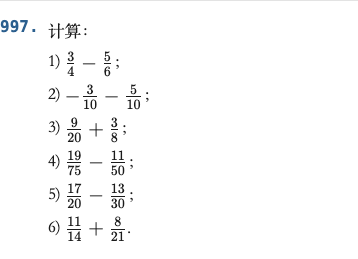 997. 计算:
1) 3/4 − 5/6;
2) −3/10 − 5/10;
3) 9/20 + 3/8;
4) 19/75 − 11/50;
5) 17/20 − 13/30;
6) 11/14 + 8/21.